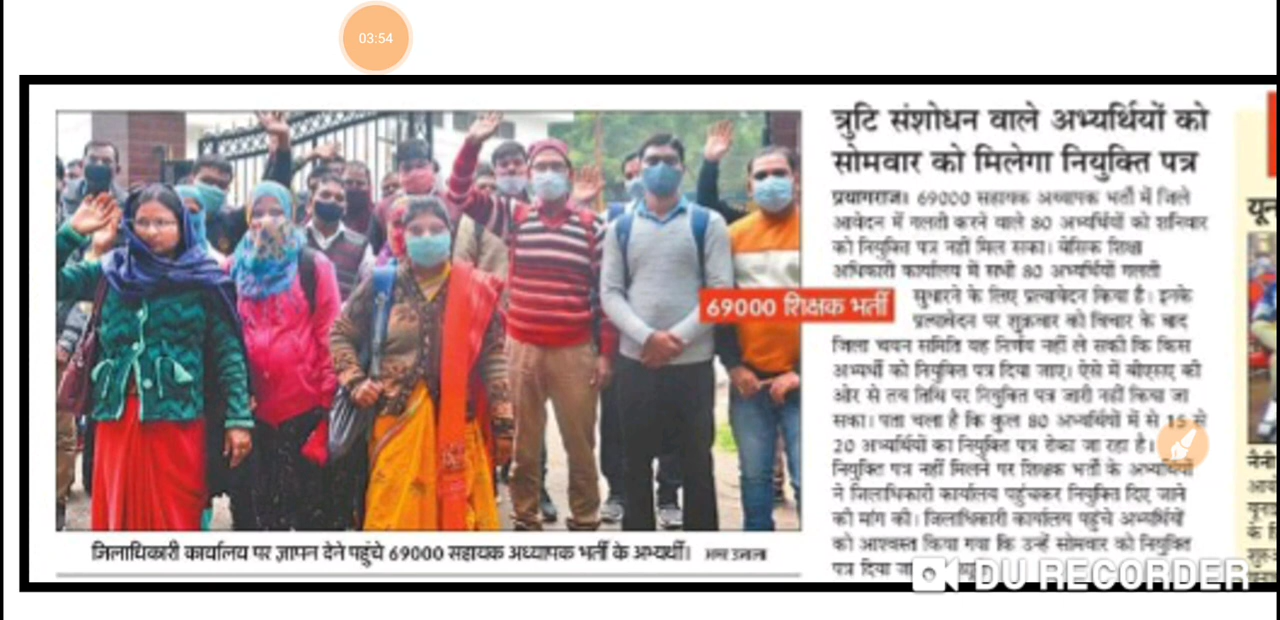 03:54
त्रुटि संशोधन वाले अभ्यर्थियों को
सोमवार को मिलेगा नियुक्ति पत्र
प्रयागराज। 69000 सहायक अध्यापक भर्ती में जिले
आवेदन में गलती करने वाले 80 अभ्यर्थियों को शनिवार
को नियुक्ति पत्र नहीं मिल सका। बेसिक शिक्षा
अधिकारी कार्यालय में सभी 80 अभ्यर्थियों गलती
सुधारने के लिए प्रत्यावेदन किया है। इनके
प्रत्यावेदन पर शुक्रवार को विचार के बाद
जिला चयन समिति यह निर्णय नहीं ले सकी कि किस
अभ्यर्थी को नियुक्ति पत्र दिया जाए। ऐसे में बीएसए की
ओर से तय तिथि पर नियुक्ति पत्र जारी नहीं किया जा
सका। पता चला है कि कुल 80 अभ्यर्थियों में से 15 से
20 अभ्यर्थियों का नियुक्ति पत्र रोका जा रहा है।
नियुक्ति पत्र नहीं मिलने पर शिक्षक भर्ती के अभ्यर्थियों
ने जिलाधिकारी कार्यालय पहुंचकर नियुक्ति दिए जाने
की मांग की। जिलाधिकारी कार्यालय पहुंचे अभ्यर्थियों
को आश्वस्त किया गया कि उन्हें सोमवार को नियुक्ति
पत्र दिया
69000 शिक्षक भर्ती
जिलाधिकारी कार्यालय पर ज्ञापन देने पहुंचे 69000 सहायक अध्यापक भर्ती के अभ्यर्थी। अमर उजाला
DU RECORDER